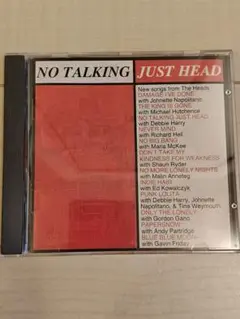 NO TALKING JUST HEAD
New songs from The Heads
DAMAGE I'VE DONE
with Johnette Napolitano
THE KING IS GONE
with Michael Hutchence
NO TALKING JUST HEAD
with Debbie Harry
NEVER MIND
with Richard Hell
NO BIG BANG
with Maria McKee
DON'T TAKE MY
KINDNESS FOR WEAKNESS
with Shaun Ryder
NO MORE LONELY NIGHTS
with Malin Anneteg
INDIE HAIR
with Ed Kowalczyk
PUNK LOLITA
with Debbie Harry, Johnette
Napolitano, & Tina Weymouth
ONLY THE LONELY
with Gordon Gano
PAPERSNOW
with Andy Partridge
BLUE BLUE MOON
with Gavin Friday